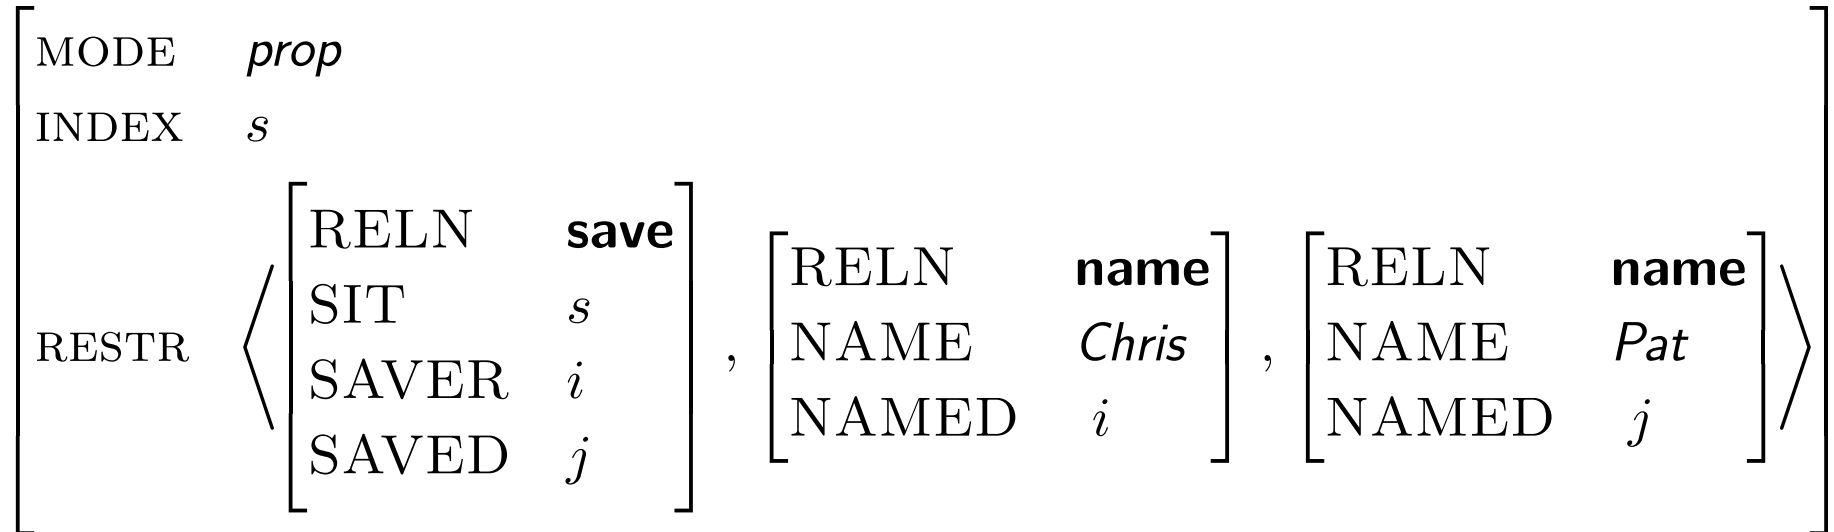 MODE prop
INDEX s
RESTR ⟨[RELN save
SIT s
SAVER i
SAVED j] , [RELN name
NAME Chris
NAMED i] , [RELN name
NAME Pat
NAMED j]⟩